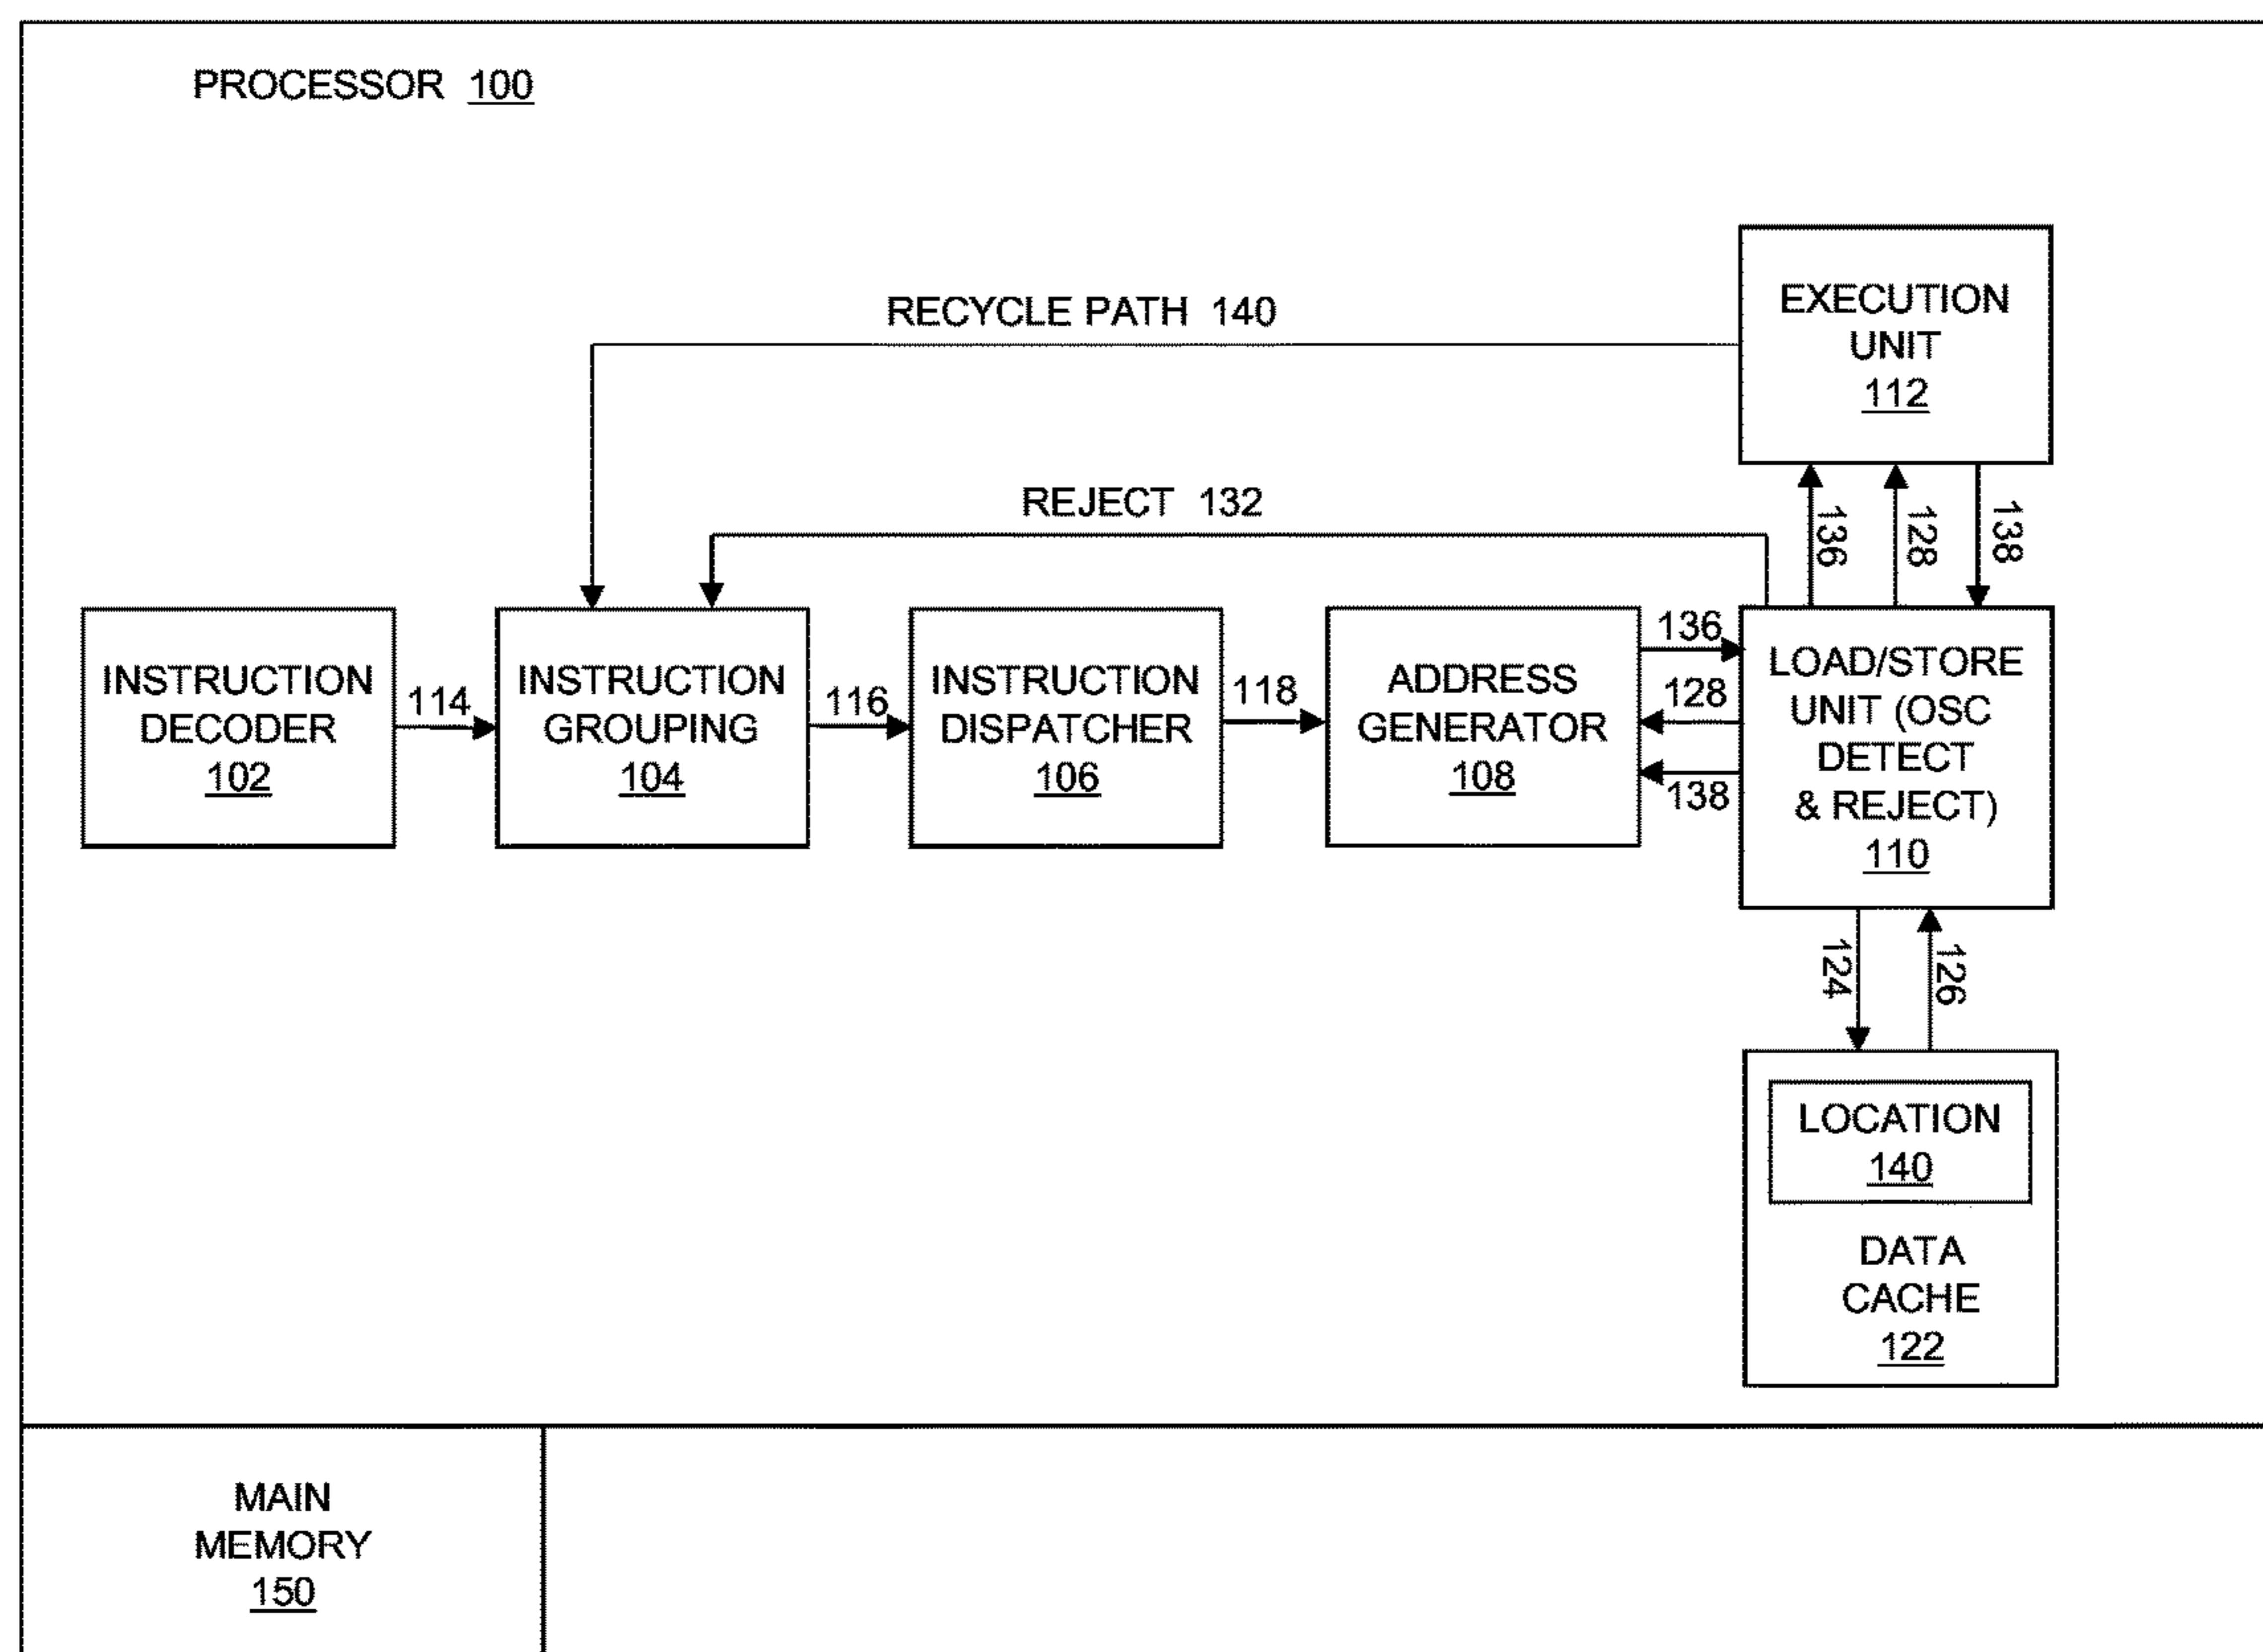 PROCESSOR 100
EXECUTION
UNIT
112
RECYCLE PATH 140
REJECT 132
136
128
138
INSTRUCTION
DECODER
102
114
INSTRUCTION
GROUPING
104
116
INSTRUCTION
DISPATCHER
106
118
ADDRESS
GENERATOR
108
136
128
138
LOAD/STORE
UNIT (OSC
DETECT
& REJECT)
110
124
126
LOCATION
140
DATA
CACHE
122
MAIN
MEMORY
150